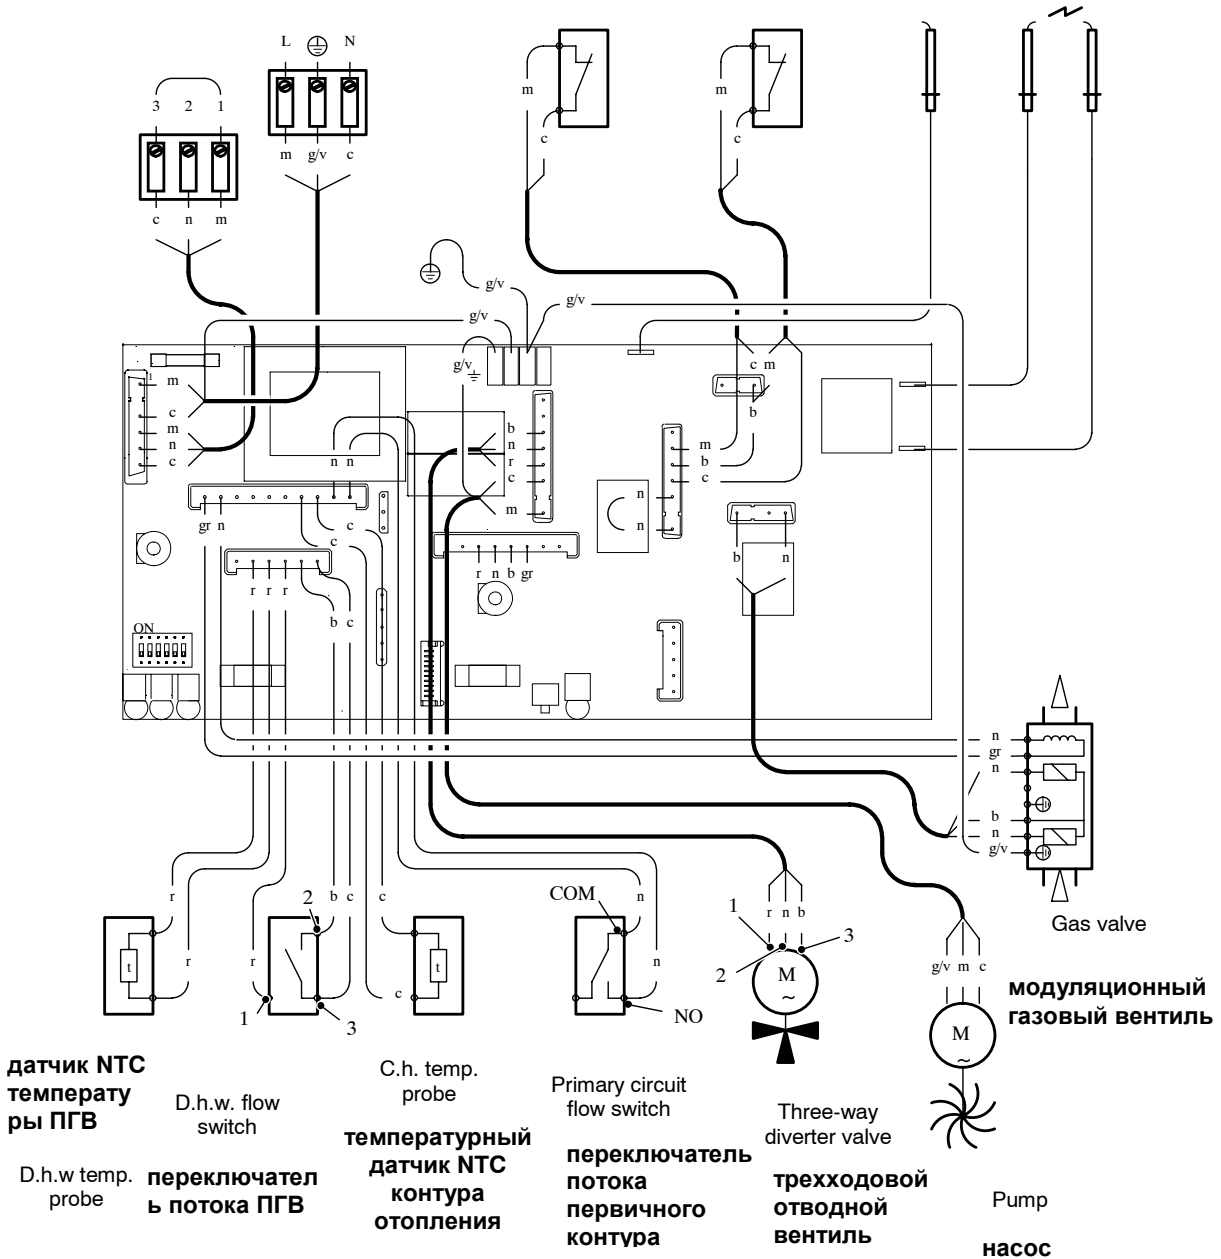 L N
3 2 1
m g/v c
c n m
m m
c c
g/v
g/v
g/v
g/v
c m
1
m
c
m
n
c
n n
b
n
r
c
m
b
m
b
c
n
n
gr n
c
c
r n b gr
b n
r r r
b c
ON
n
gr
n
b
n
g/v
r
r
r
b c
c
c
n
n
2
1
3
t
t
COM
NO
r n b
1
2
3
M
~
g/v m c
M
~
Gas valve
модуляционный
газовый вентиль
датчик NTC
температу
ры ПГВ
D.h.w temp.
probe
D.h.w. flow
switch
переключател
ь потока ПГВ
C.h. temp.
probe
температурный
датчик NTC
контура
отопления
Primary circuit
flow switch
переключатель
потока
первичного
контура
Three-way
diverter valve
трехходовой
отводной
вентиль
Pump
насос